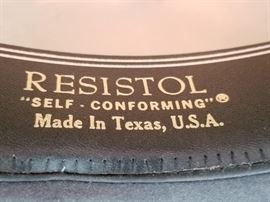 RESISTOL
"SELF - CONFORMING"®
Made In Texas, U.S.A.